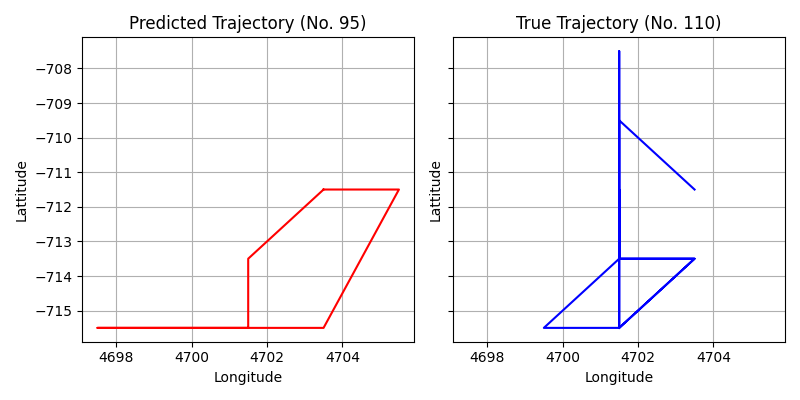 Predicted Trajectory (No. 95)
True Trajectory (No. 110)
Lattitude
−708
−709
−710
−711
−712
−713
−714
−715
4698 4700 4702 4704
Longitude
Lattitude
4698 4700 4702 4704
Longitude